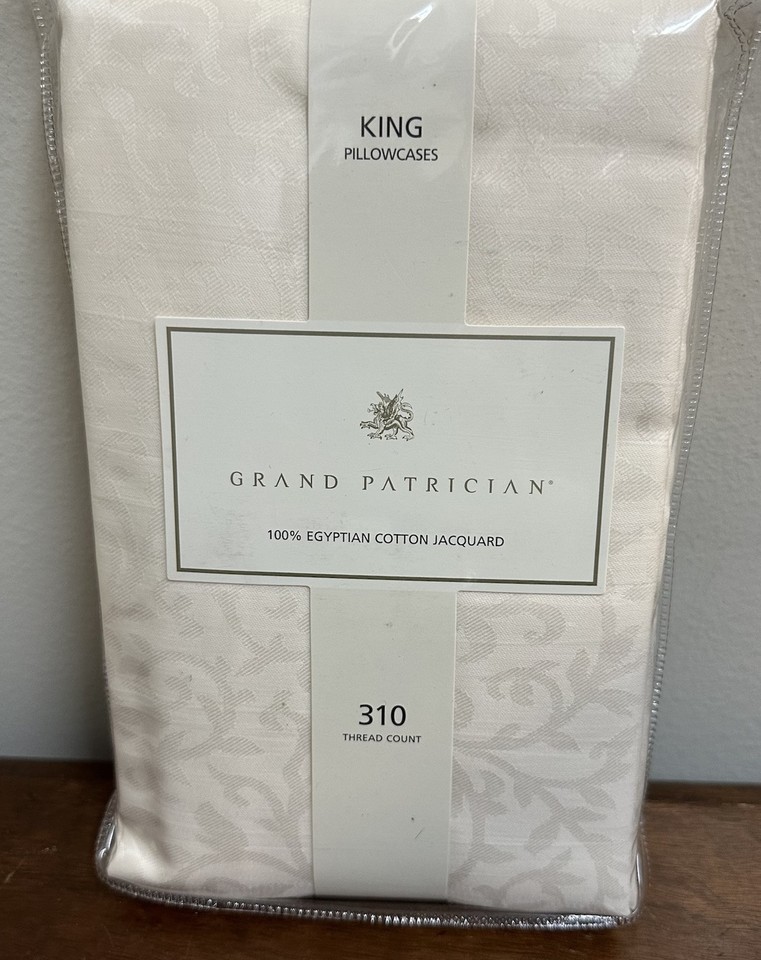 KING
PILLOWCASES
GRAND PATRICIAN®
100% EGYPTIAN COTTON JACQUARD
310
THREAD COUNT